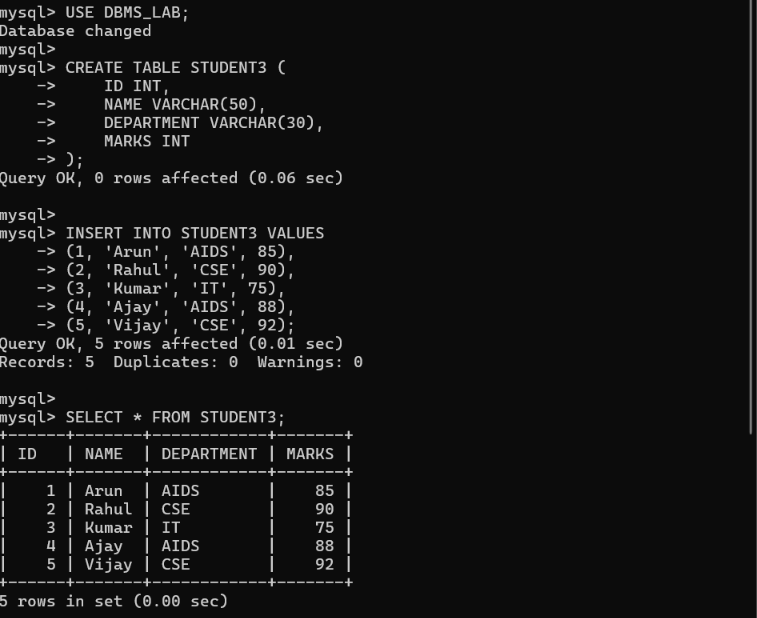 mysql> USE DBMS_LAB;
Database changed
mysql>
mysql> CREATE TABLE STUDENT3 (
    ->     ID INT,
    ->     NAME VARCHAR(50),
    ->     DEPARTMENT VARCHAR(30),
    ->     MARKS INT
    -> );
Query OK, 0 rows affected (0.06 sec)

mysql>
mysql> INSERT INTO STUDENT3 VALUES
    -> (1, 'Arun', 'AIDS', 85),
    -> (2, 'Rahul', 'CSE', 90),
    -> (3, 'Kumar', 'IT', 75),
    -> (4, 'Ajay', 'AIDS', 88),
    -> (5, 'Vijay', 'CSE', 92);
Query OK, 5 rows affected (0.01 sec)
Records: 5  Duplicates: 0  Warnings: 0

mysql>
mysql> SELECT * FROM STUDENT3;
+------+-------+------------+-------+
| ID   | NAME  | DEPARTMENT | MARKS |
+------+-------+------------+-------+
|    1 | Arun  | AIDS       |    85 |
|    2 | Rahul | CSE        |    90 |
|    3 | Kumar | IT         |    75 |
|    4 | Ajay  | AIDS       |    88 |
|    5 | Vijay | CSE        |    92 |
+------+-------+------------+-------+
5 rows in set (0.00 sec)